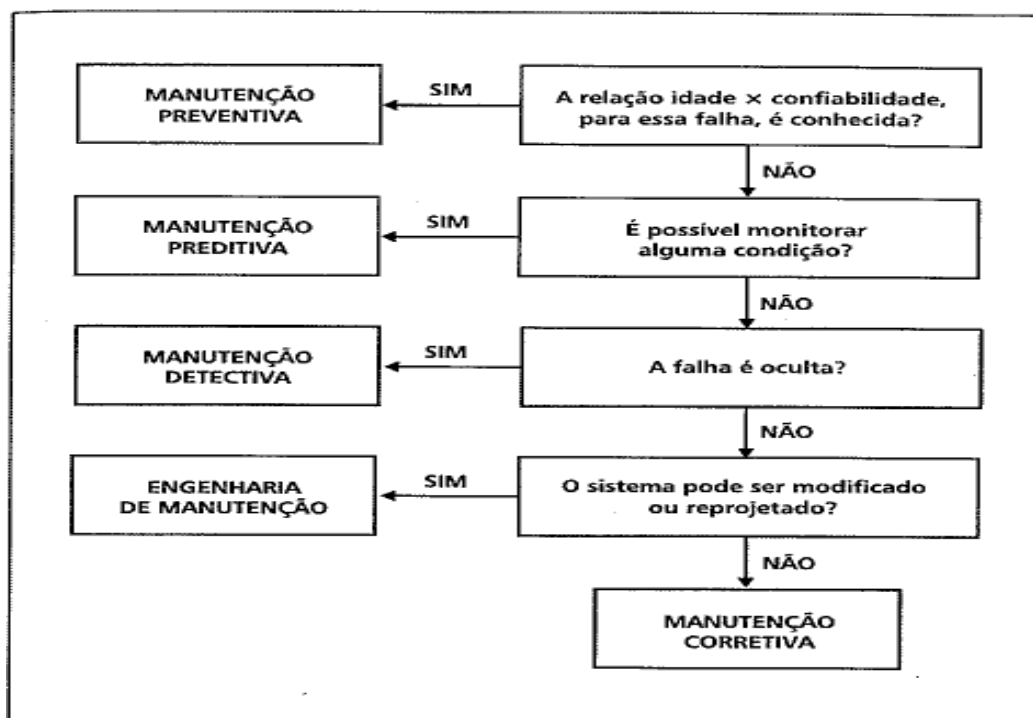 MANUTENÇÃO
PREVENTIVA
SIM
A relação idade × confiabilidade,
para essa falha, é conhecida?
NÃO
MANUTENÇÃO
PREDITIVA
SIM
É possível monitorar
alguma condição?
NÃO
MANUTENÇÃO
DETECTIVA
SIM
A falha é oculta?
NÃO
ENGENHARIA
DE MANUTENÇÃO
SIM
O sistema pode ser modificado
ou reprojetado?
NÃO
MANUTENÇÃO
CORRETIVA